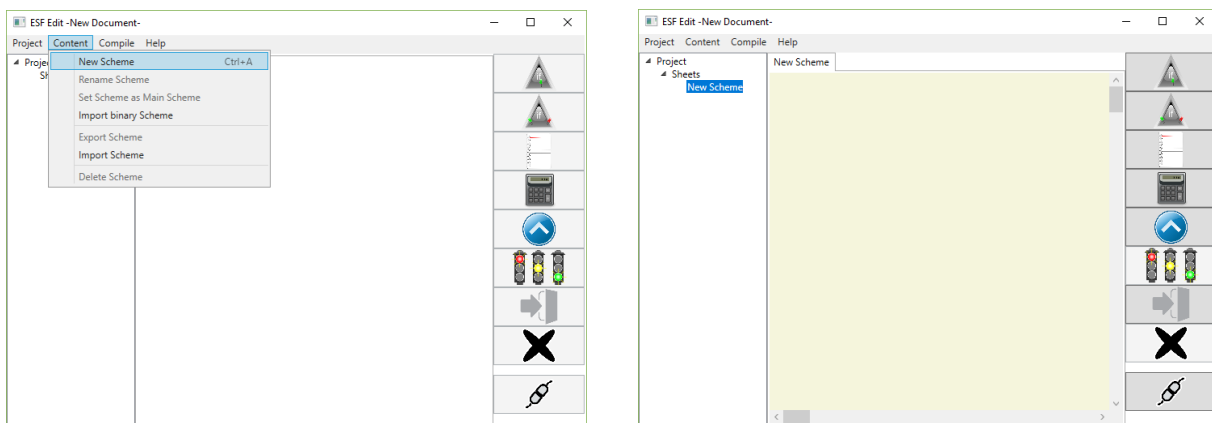 ESF Edit -New Document-
Project Content Compile Help
Proje
Sh
New Scheme Ctrl+A
Rename Scheme
Set Scheme as Main Scheme
Import binary Scheme
Export Scheme
Import Scheme
Delete Scheme
ESF Edit -New Document-
Project Content Compile Help
Project
Sheets
New Scheme
New Scheme